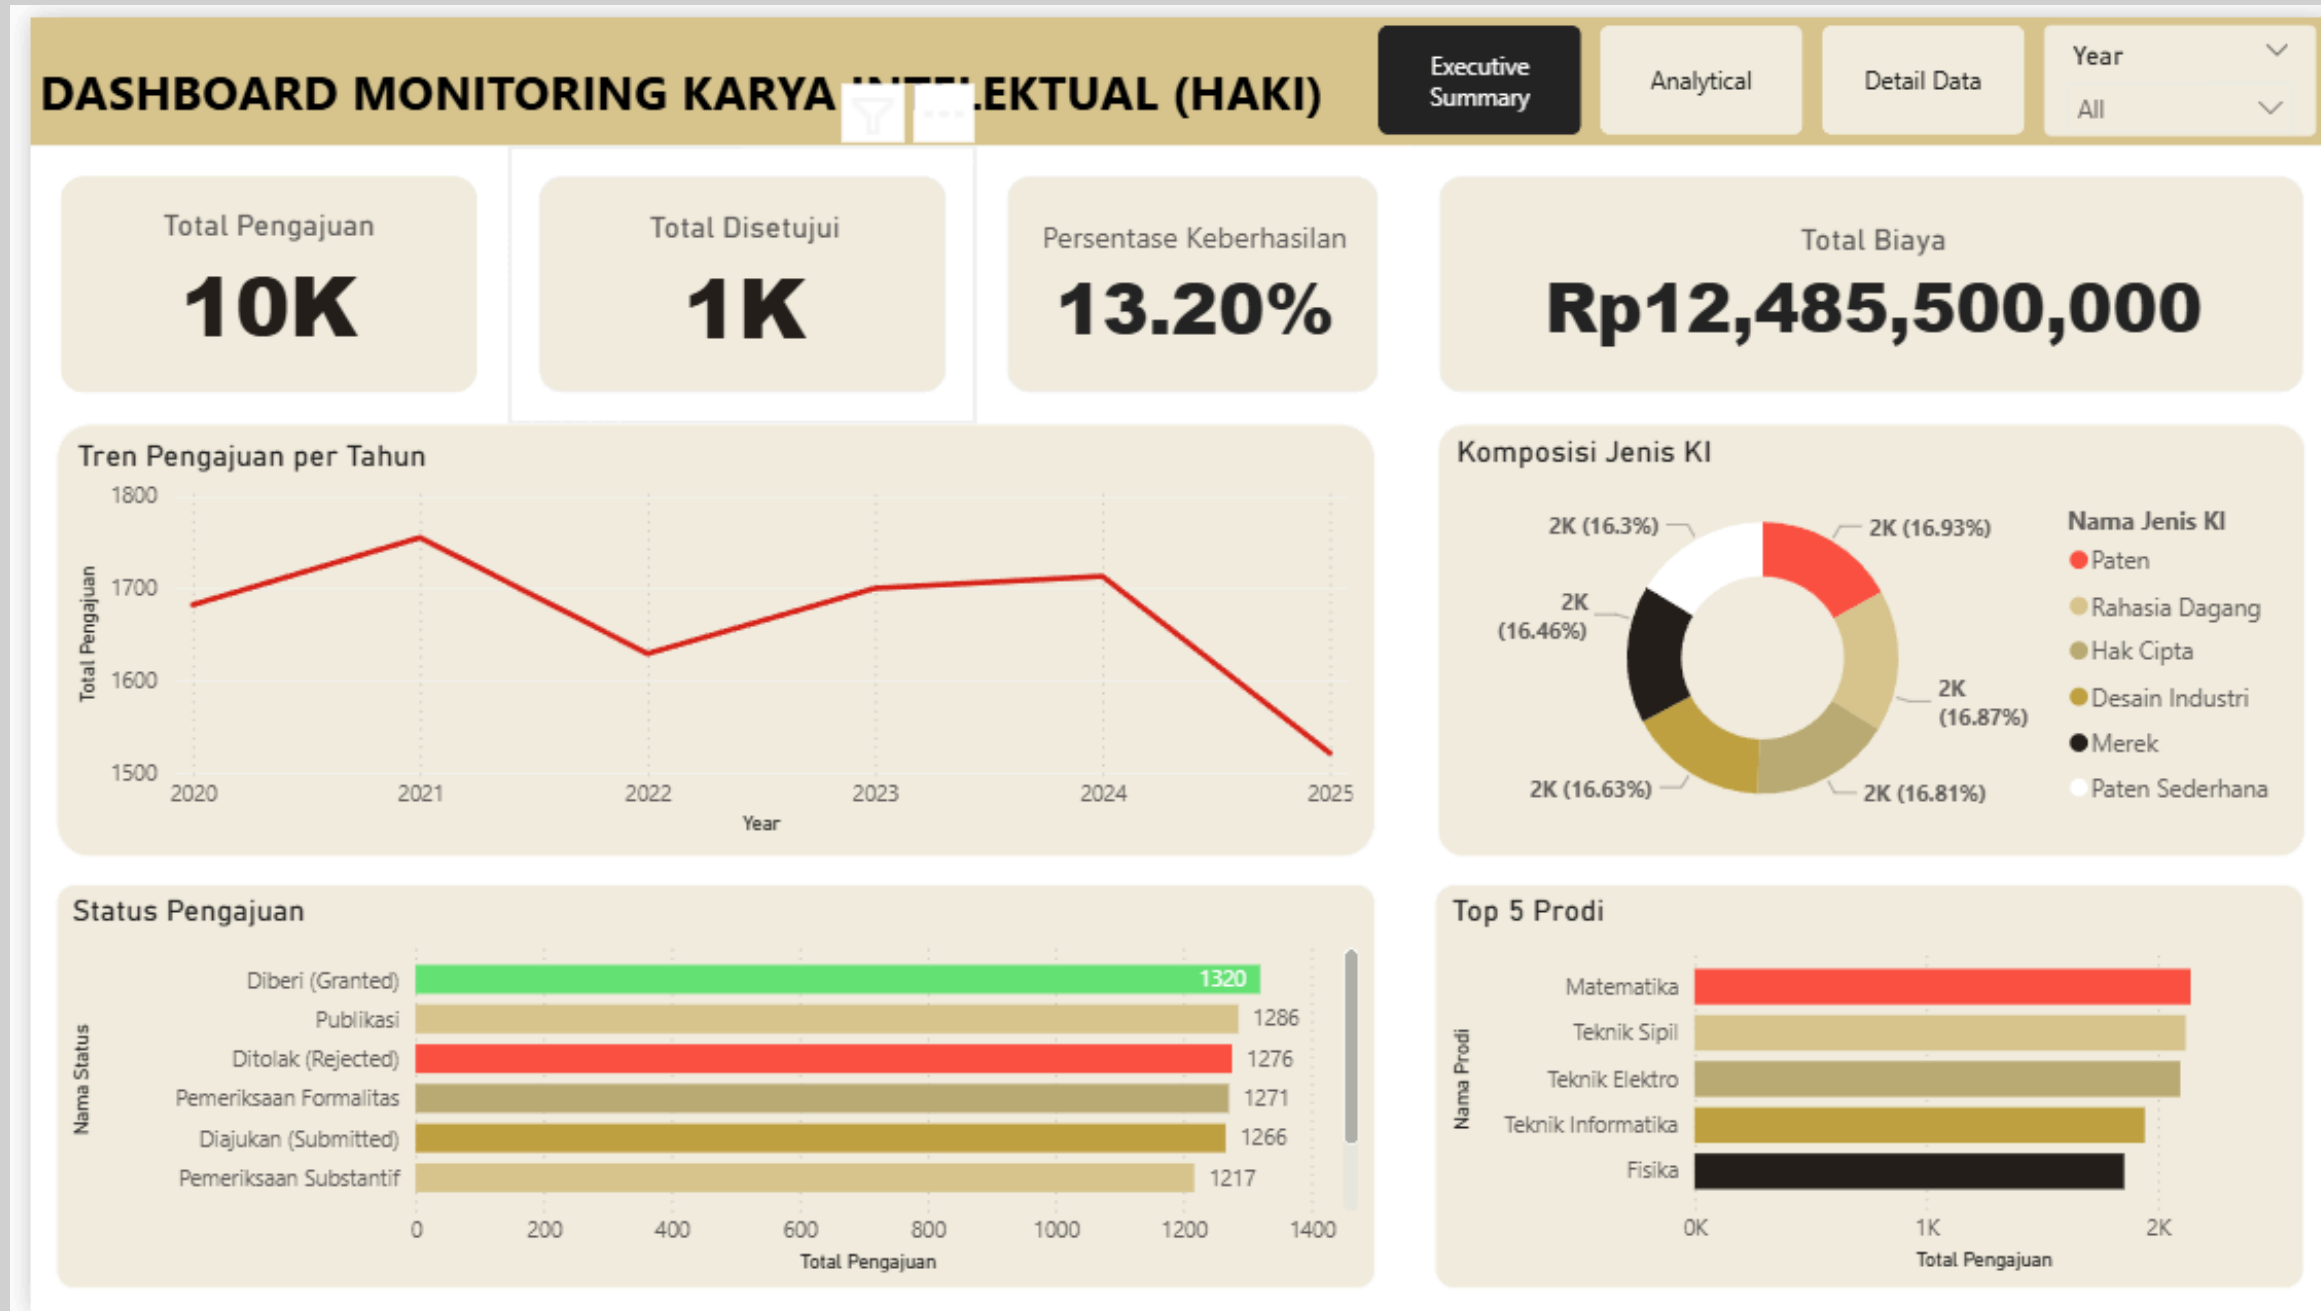 DASHBOARD MONITORING KARYA INTELEKTUAL (HAKI)
Executive
Summary
Analytical
Detail Data
Year
All
Total Pengajuan
10K
Total Disetujui
1K
Persentase Keberhasilan
13.20%
Total Biaya
Rp12,485,500,000
Tren Pengajuan per Tahun
Total Pengajuan
1800
1700
1600
1500
2020
2021
2022
2023
2024
2025
Year
Komposisi Jenis KI
2K (16.3%)
2K (16.93%)
2K
(16.46%)
2K
(16.87%)
2K (16.63%)
2K (16.81%)
Nama Jenis KI
Paten
Rahasia Dagang
Hak Cipta
Desain Industri
Merek
Paten Sederhana
Status Pengajuan
Nama Status
Diberi (Granted)
1320
Publikasi
1286
Ditolak (Rejected)
1276
Pemeriksaan Formalitas
1271
Diajukan (Submitted)
1266
Pemeriksaan Substantif
1217
0
200
400
600
800
1000
1200
1400
Total Pengajuan
Top 5 Prodi
Nama Prodi
Matematika
Teknik Sipil
Teknik Elektro
Teknik Informatika
Fisika
0K
1K
2K
Total Pengajuan